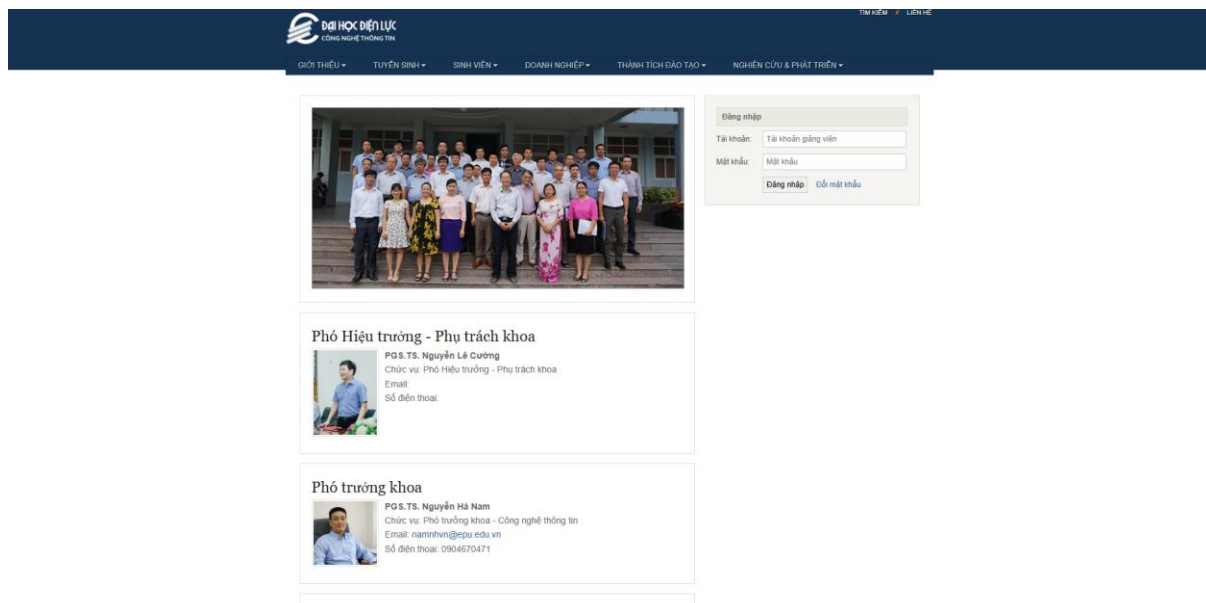 TÌM KIẾM // LIÊN HỆ
ĐẠI HỌC ĐIỆN LỰC
CÔNG NGHỆ THÔNG TIN
GIỚI THIỆU TUYỂN SINH SINH VIÊN DOANH NGHIỆP THÀNH TÍCH ĐÀO TẠO NGHIÊN CỨU & PHÁT TRIỂN
Đăng nhập
Tài khoản: Tài khoản giảng viên
Mật khẩu: Mật khẩu
Đăng nhập Đổi mật khẩu
Phó Hiệu trưởng - Phụ trách khoa
PGS.TS. Nguyễn Lê Cường
Chức vụ: Phó Hiệu trưởng - Phụ trách khoa
Email:
Số điện thoại:
Phó trưởng khoa
PGS.TS. Nguyễn Hà Nam
Chức vụ: Phó trưởng khoa - Công nghệ thông tin
Email: namnhvn@epu.edu.vn
Số điện thoại: 0904670471